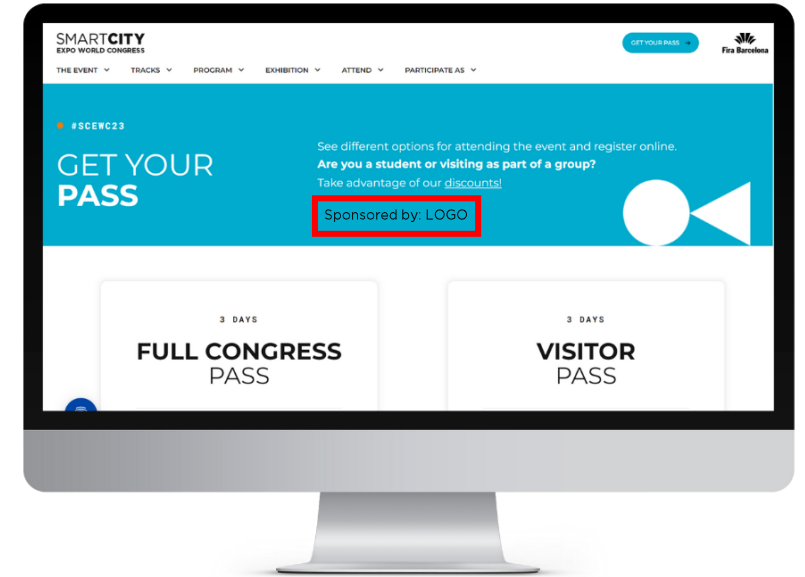 SMARTCITY
EXPO WORLD CONGRESS
GET YOUR PASS
Fira Barcelona
THE EVENT TRACKS PROGRAM EXHIBITION ATTEND PARTICIPATE AS
#SCEWC23
GET YOUR
PASS
See different options for attending the event and register online.
Are you a student or visiting as part of a group?
Take advantage of our discounts!
Sponsored by: LOGO
3 DAYS
FULL CONGRESS
PASS
3 DAYS
VISITOR
PASS